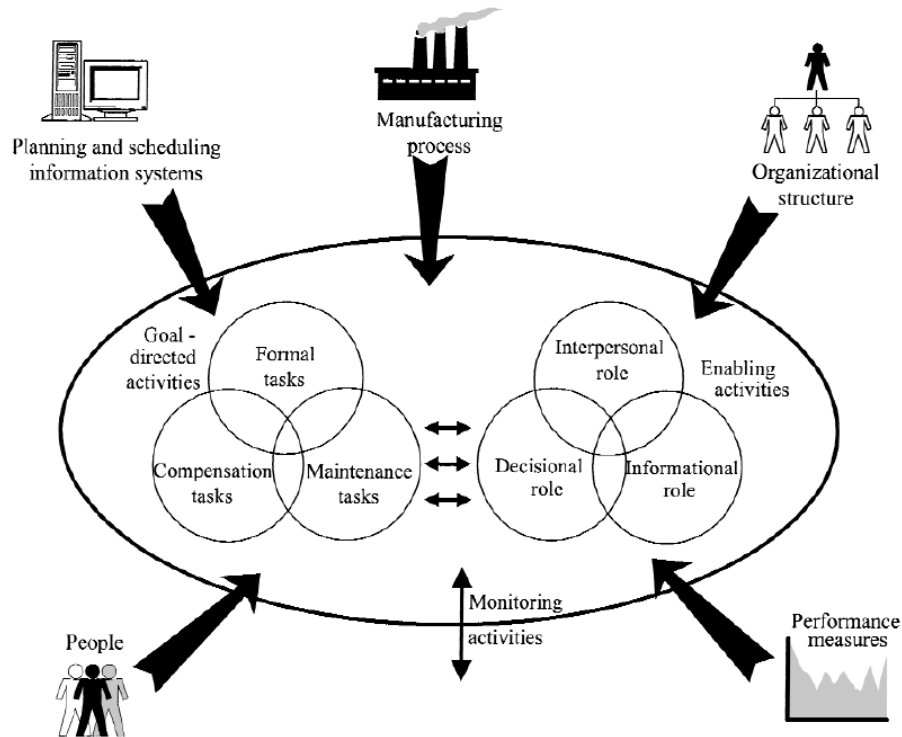 Planning and scheduling
information systems
Manufacturing
process
Organizational
structure
Goal -
directed
activities
Formal
tasks
Compensation
tasks
Maintenance
tasks
Interpersonal
role
Enabling
activities
Decisional
role
Informational
role
Monitoring
activities
People
Performance
measures